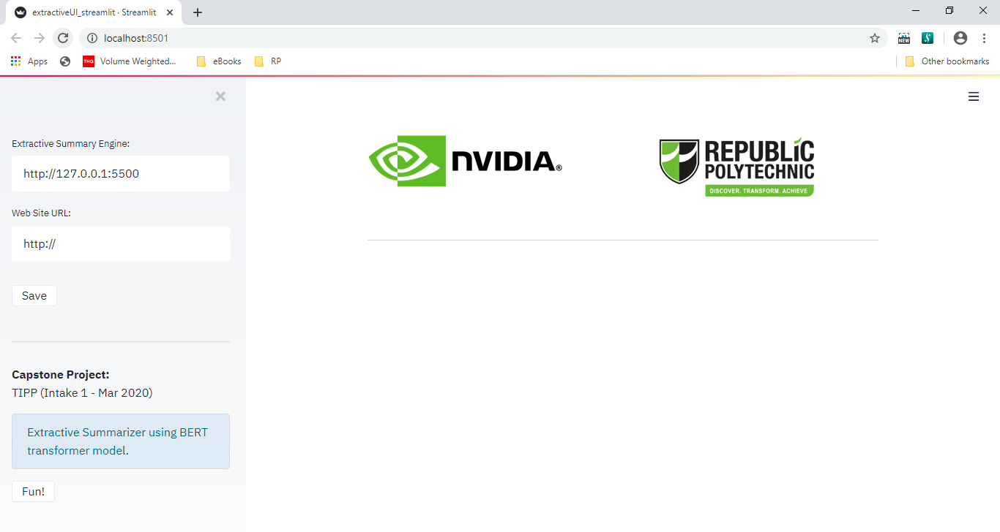 extractiveUI_streamlit · Streamlit
localhost:8501
NEW
Apps
THQ
Volume Weighted...
eBooks
RP
Other bookmarks
Extractive Summary Engine:
http://127.0.0.1:5500
Web Site URL:
http://
Save
Capstone Project:
TIPP (Intake 1 - Mar 2020)
Extractive Summarizer using BERT
transformer model.
Fun!
NVIDIA®
REPUBLIC
POLYTECHNIC
DISCOVER. TRANSFORM. ACHIEVE